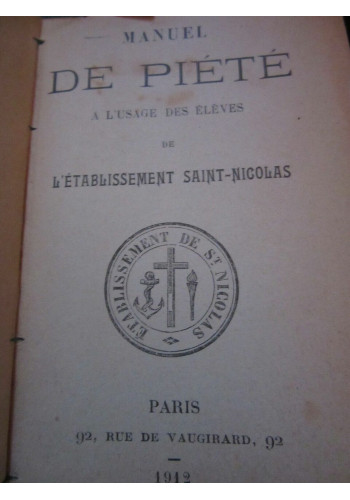 MANUEL
DE PIÉTÉ
A L'USAGE DES ÉLÈVES
DE
L'ÉTABLISSEMENT SAINT-NICOLAS
ÉTABLISSEMENT DE ST NICOLAS
PARIS
92, RUE DE VAUGIRARD, 92
1912